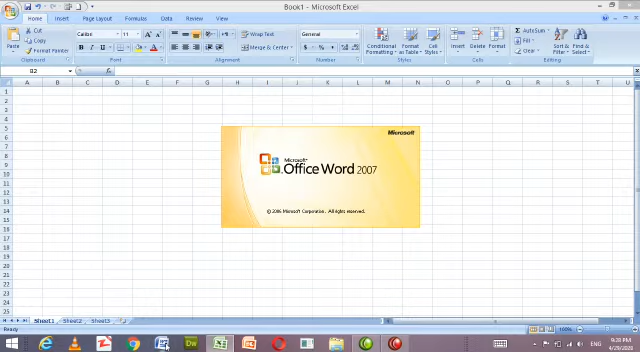 Book1 - Microsoft Excel
Home Insert Page Layout Formulas Data Review View
Cut
Copy
Format Painter
Paste
Calibri 11
Wrap Text
Merge & Center
General
Conditional Formatting
Format as Table
Cell Styles
Insert Delete Format
AutoSum
Fill
Clear
Sort & Filter
Find & Select
Clipboard Font Alignment Number Styles Cells Editing
B2
A B C D E F G H I J K L M N O P Q R S T U
1
2
3
4
5
6
7
8
9
10
11
12
13
14
15
16
17
18
19
20
21
22
23
24
25
Microsoft
Microsoft
Office Word 2007
© 2006 Microsoft Corporation. All rights reserved.
Sheet1 Sheet2 Sheet3
Ready
100%
Dw
ENG
9:28 PM